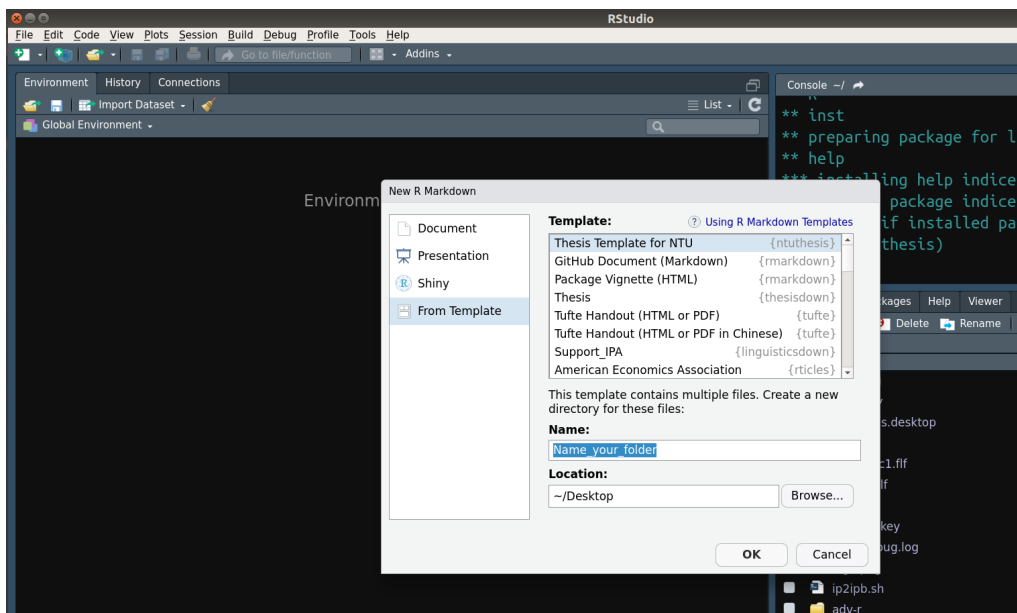 RStudio
File Edit Code View Plots Session Build Debug Profile Tools Help
Go to file/function Addins
Environment History Connections
Import Dataset List
Global Environment
Environm
Console ~/
** inst
** preparing package for l
** help
*** installing help indice
package indice
if installed pa
thesis)
New R Markdown
Document
Presentation
Shiny
From Template
Template: Using R Markdown Templates
Thesis Template for NTU {ntuthesis}
GitHub Document (Markdown) {rmarkdown}
Package Vignette (HTML) {rmarkdown}
Thesis {thesisdown}
Tufte Handout (HTML or PDF) {tufte}
Tufte Handout (HTML or PDF in Chinese) {tufte}
Support_IPA {linguisticsdown}
American Economics Association {rticles}
This template contains multiple files. Create a new
directory for these files:
Name:
Name_your_folder
Location:
~/Desktop Browse...
OK Cancel
kages Help Viewer
Delete Rename
s.desktop
c1.flf
lf
key
ug.log
ip2ipb.sh
adv-r